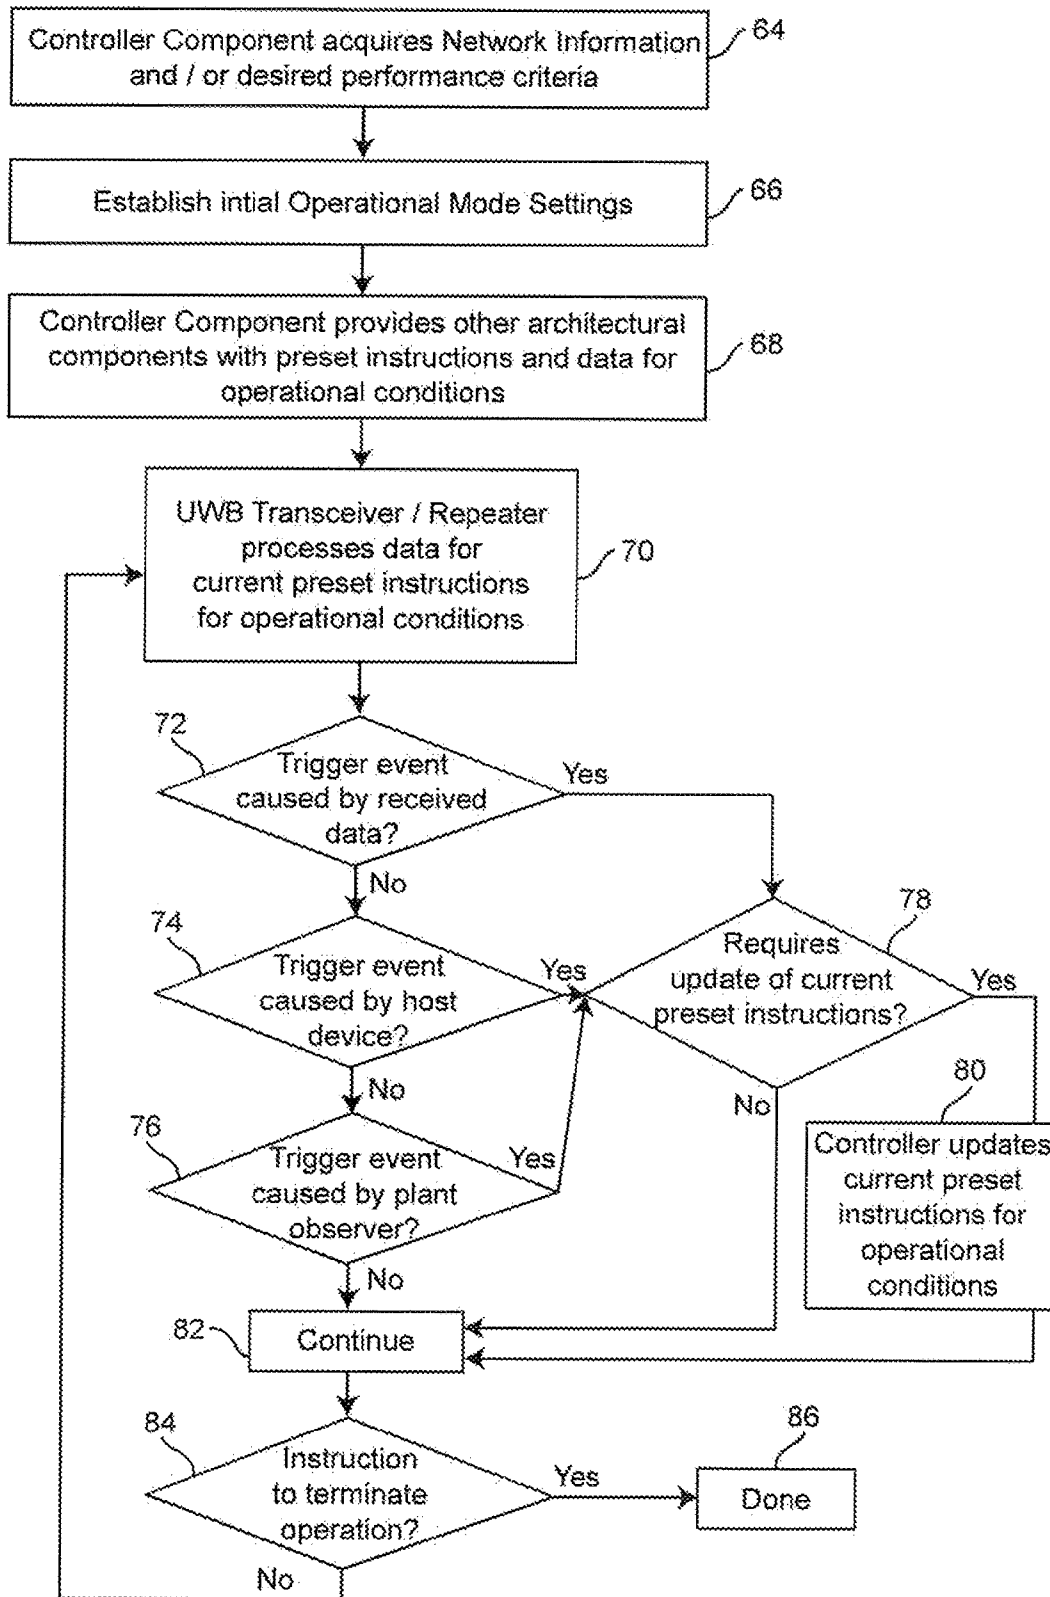 Controller Component acquires Network Information
and / or desired performance criteria
64
Establish intial Operational Mode Settings
66
Controller Component provides other architectural
components with preset instructions and data for
operational conditions
68
UWB Transceiver / Repeater
processes data for
current preset instructions
for operational conditions
70
72
Trigger event
caused by received
data?
Yes
No
74
Trigger event
caused by host
device?
Yes
No
78
Requires
update of current
preset instructions?
Yes
No
76
Trigger event
caused by plant
observer?
Yes
No
80
Controller updates
current preset
instructions for
operational
conditions
82
Continue
84
Instruction
to terminate
operation?
Yes
No
86
Done